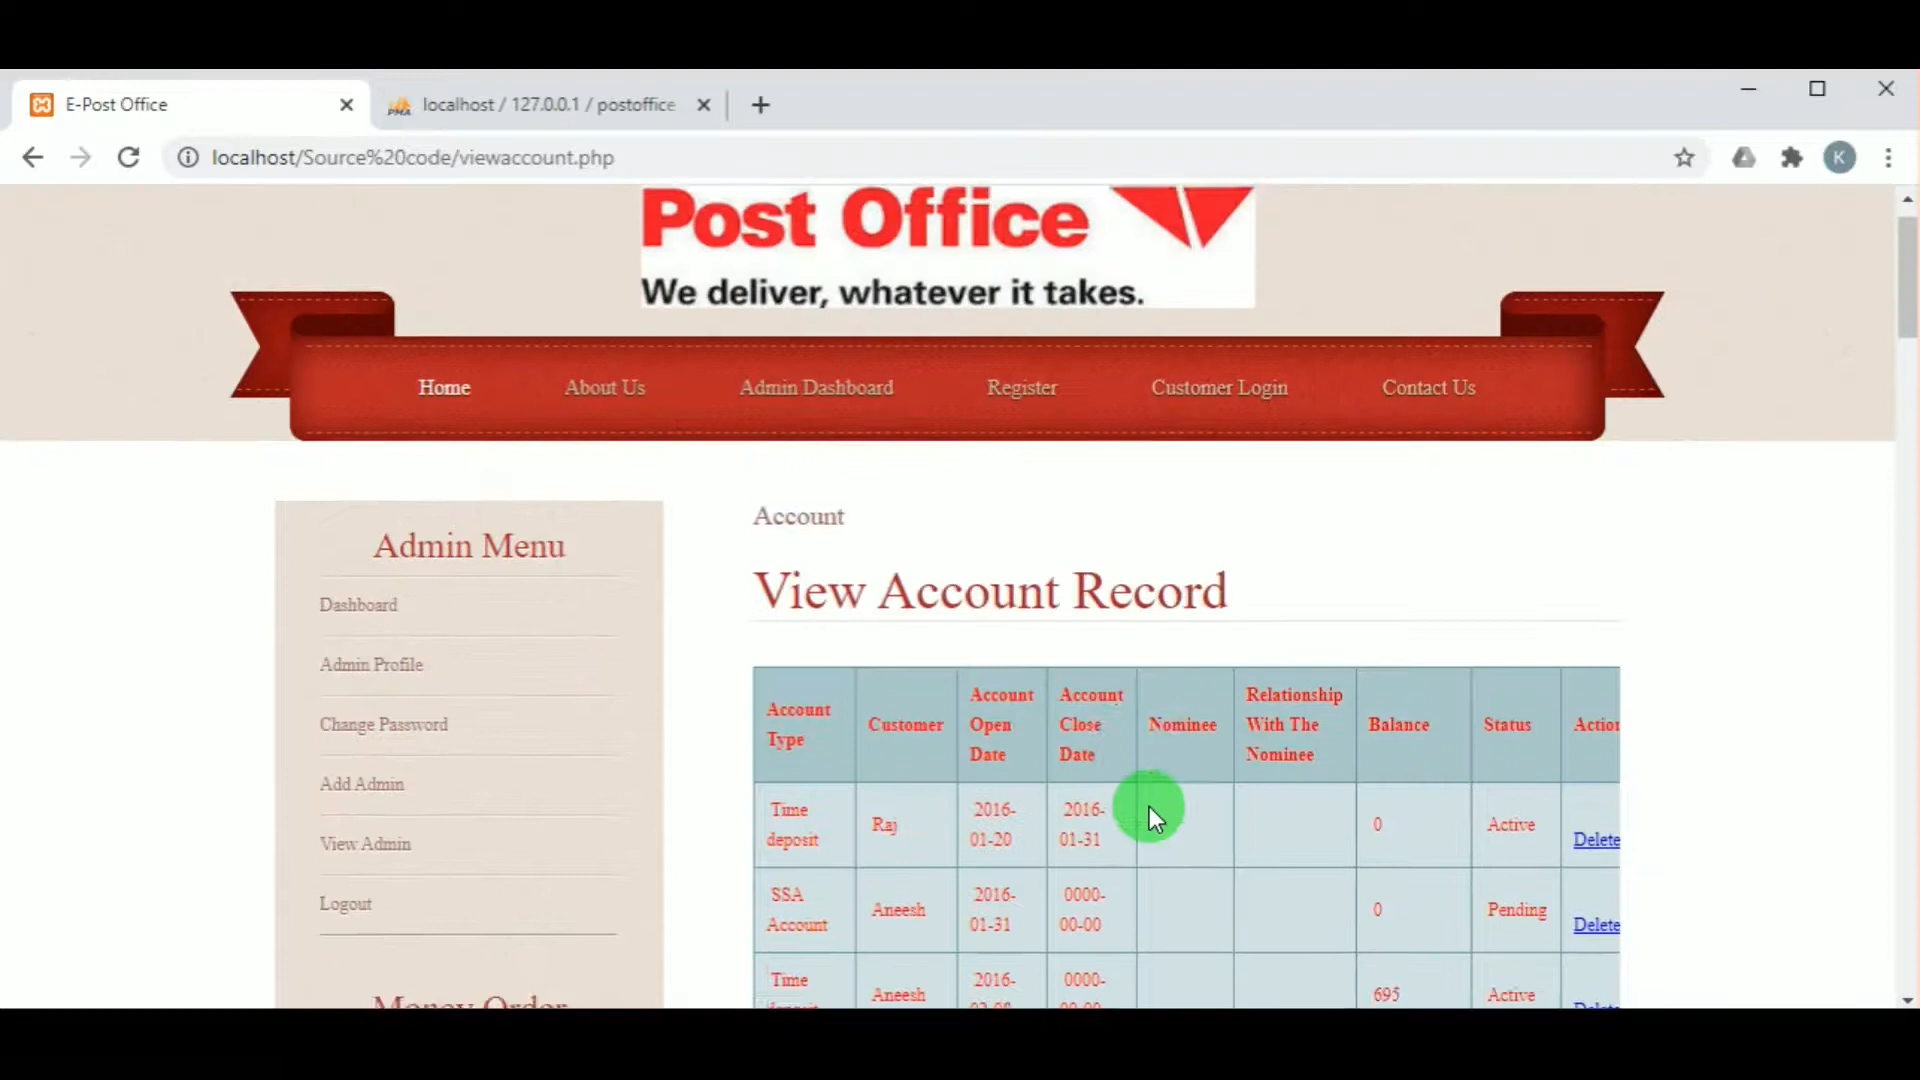 E-Post Office
localhost / 127.0.0.1 / postoffice
localhost/Source%20code/viewaccount.php
K
Post Office
We deliver, whatever it takes.
Home About Us Admin Dashboard Register Customer Login Contact Us
Admin Menu
Dashboard
Admin Profile
Change Password
Add Admin
View Admin
Logout
Money Order
Account
View Account Record
Account Type Customer Account Open Date Account Close Date Nominee Relationship With The Nominee Balance Status Action
Time deposit Raj 2016-01-20 2016-01-31 0 Active Delete
SSA Account Aneesh 2016-01-31 0000-00-00 0 Pending Delete
Time Aneesh 2016- 0000- 695 Active